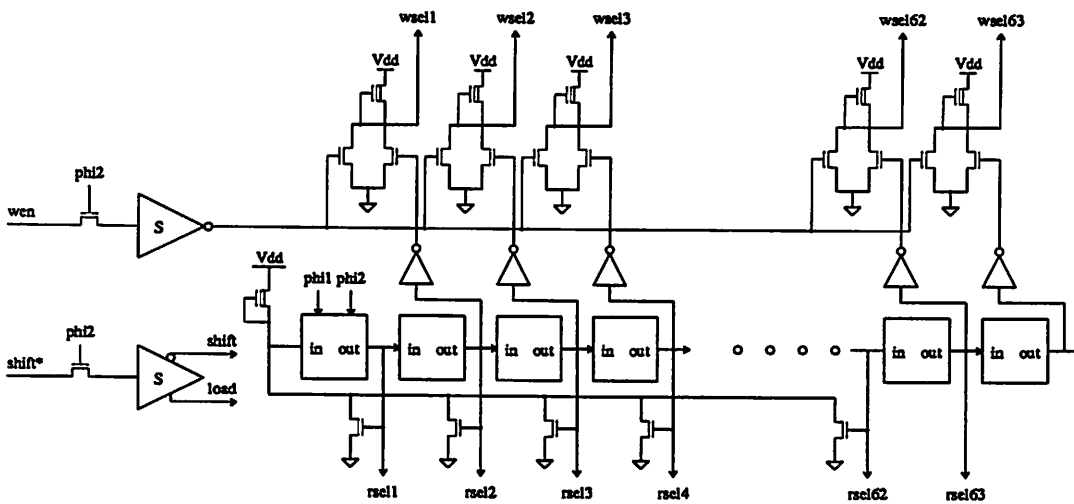 wsel1 wsel2 wsel3 wsel62 wsel63
Vdd Vdd Vdd Vdd Vdd
phi2
wen
S
Vdd
phi1 phi2
phi2
shift
shift*
S
in out in out in out in out in out in out
load
rsel1 rsel2 rsel3 rsel4 rsel62 rsel63